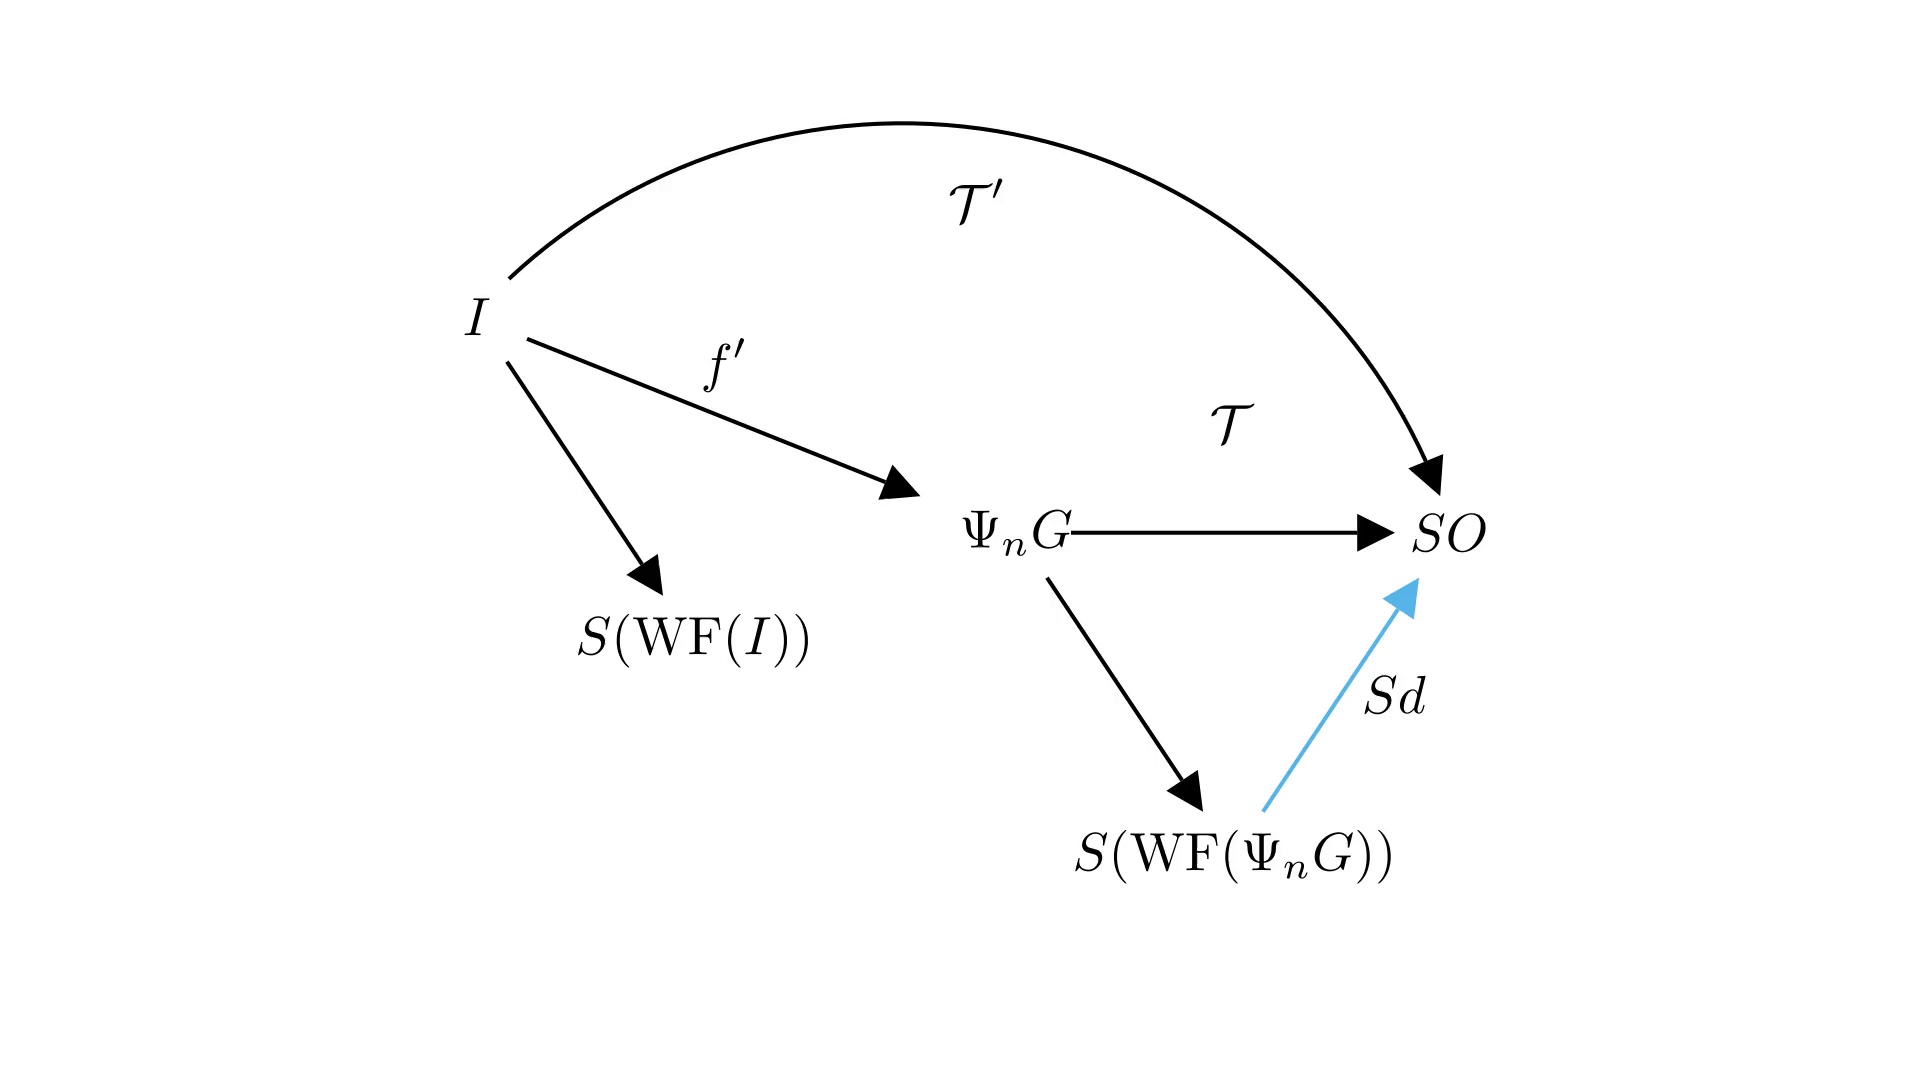 𝒯′
I
f′
𝒯
Ψ_nG
SO
S(WF(I))
Sd
S(WF(Ψ_nG))